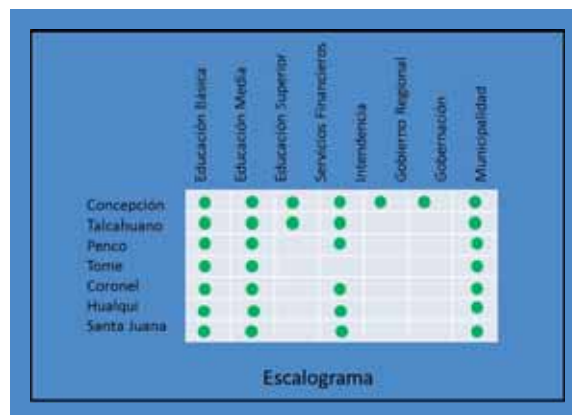 Educación Básica
Educación Media
Educación Superior
Servicios Financieros
Intendencia
Gobierno Regional
Gobernación
Municipalidad
Concepción
Talcahuano
Penco
Tome
Coronel
Hualqui
Santa Juana
Escalograma